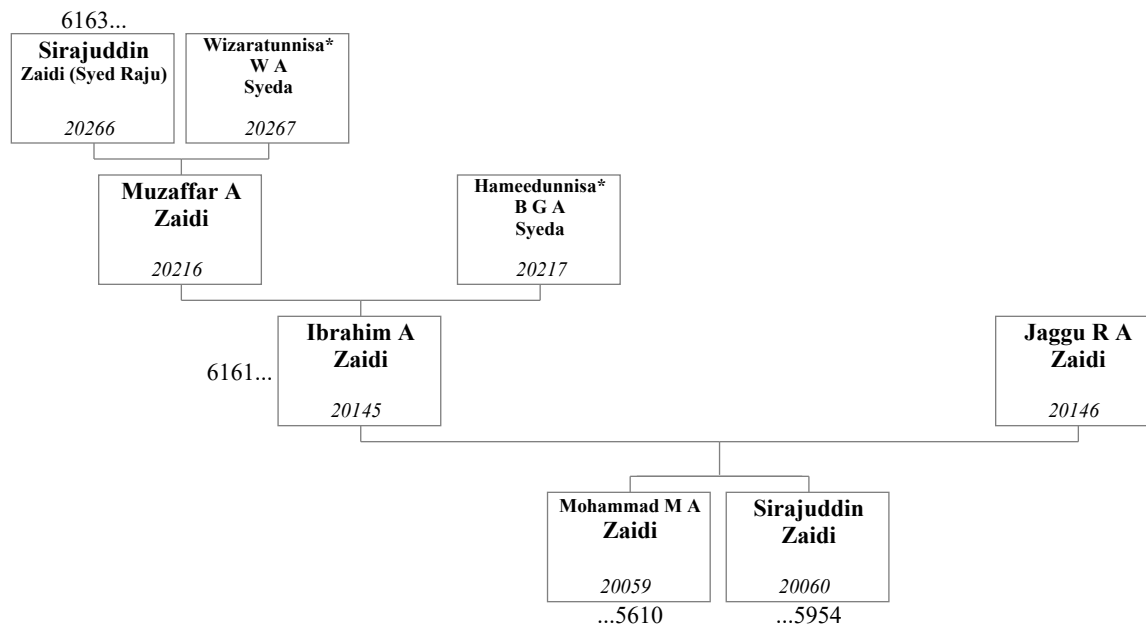 6163...
Sirajuddin
Zaidi (Syed Raju)
20266
Wizaratunnisa*
W A
Syeda
20267
Muzaffar A
Zaidi
20216
Hameedunnisa*
B G A
Syeda
20217
6161...
Ibrahim A
Zaidi
20145
Jaggu R A
Zaidi
20146
Mohammad M A
Zaidi
20059
...5610
Sirajuddin
Zaidi
20060
...5954